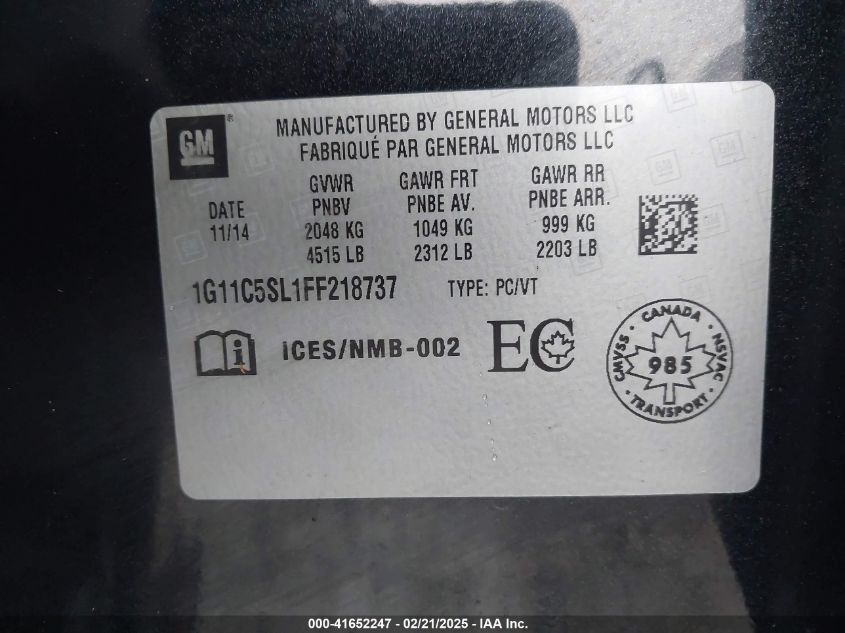 GM ®
MANUFACTURED BY GENERAL MOTORS LLC
FABRIQUÉ PAR GENERAL MOTORS LLC
DATE
11/14
GVWR
PNBV
2048 KG
4515 LB
GAWR FRT
PNBE AV.
1049 KG
2312 LB
GAWR RR
PNBE ARR.
999 KG
2203 LB
1G11C5SL1FF218737 TYPE: PC/VT
i
ICES/NMB-002
EC
CANADA
CMVSS
985
NSVAC
TRANSPORT
000-41652247 - 02/21/2025 - IAA Inc.